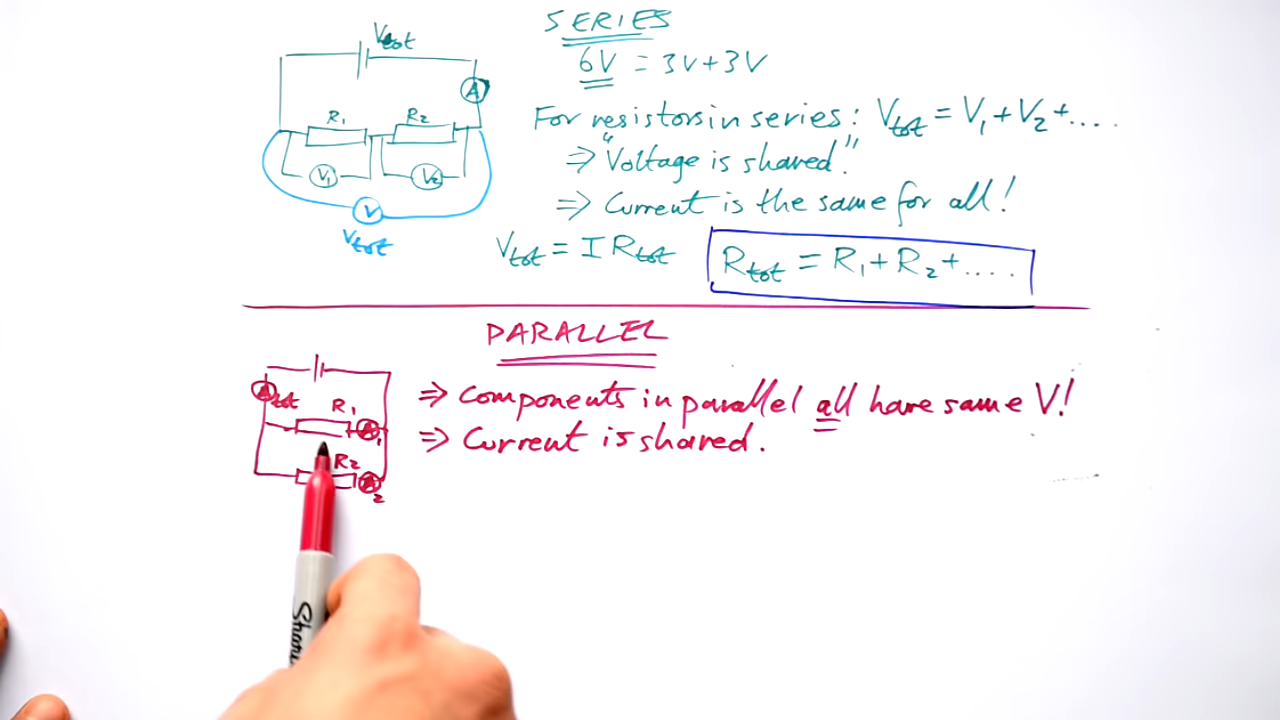 SERIES
Vtot
6V = 3V+3V
A
R1
R2
For resistors in series: Vtot = V1 + V2 + ....
⇒ "Voltage is shared."
V1
V2
⇒ Current is the same for all!
V
Vtot
Vtot = I Rtot
Rtot = R1 + R2 + ....
PARALLEL
Atot
R1
A1
⇒ Components in parallel all have same V!
⇒ Current is shared.
R2
A2